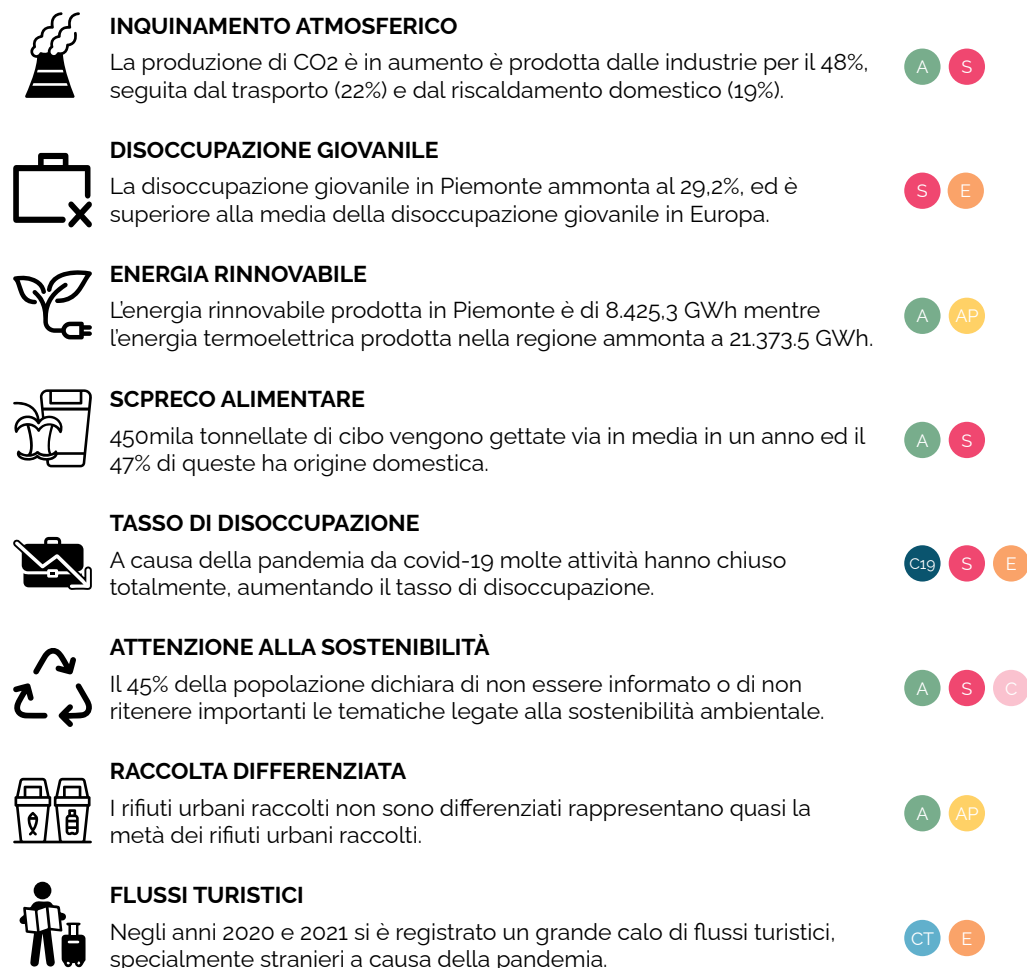 INQUINAMENTO ATMOSFERICO
La produzione di CO2 è in aumento è prodotta dalle industrie per il 48%,
seguita dal trasporto (22%) e dal riscaldamento domestico (19%).
A S
DISOCCUPAZIONE GIOVANILE
La disoccupazione giovanile in Piemonte ammonta al 29,2%, ed è
superiore alla media della disoccupazione giovanile in Europa.
S E
ENERGIA RINNOVABILE
L'energia rinnovabile prodotta in Piemonte è di 8.425,3 GWh mentre
l'energia termoelettrica prodotta nella regione ammonta a 21.373.5 GWh.
A AP
SCPRECO ALIMENTARE
450mila tonnellate di cibo vengono gettate via in media in un anno ed il
47% di queste ha origine domestica.
A S
TASSO DI DISOCCUPAZIONE
A causa della pandemia da covid-19 molte attività hanno chiuso
totalmente, aumentando il tasso di disoccupazione.
C19 S E
ATTENZIONE ALLA SOSTENIBILITÀ
Il 45% della popolazione dichiara di non essere informato o di non
ritenere importanti le tematiche legate alla sostenibilità ambientale.
A S C
RACCOLTA DIFFERENZIATA
I rifiuti urbani raccolti non sono differenziati rappresentano quasi la
metà dei rifiuti urbani raccolti.
A AP
FLUSSI TURISTICI
Negli anni 2020 e 2021 si è registrato un grande calo di flussi turistici,
specialmente stranieri a causa della pandemia.
CT E